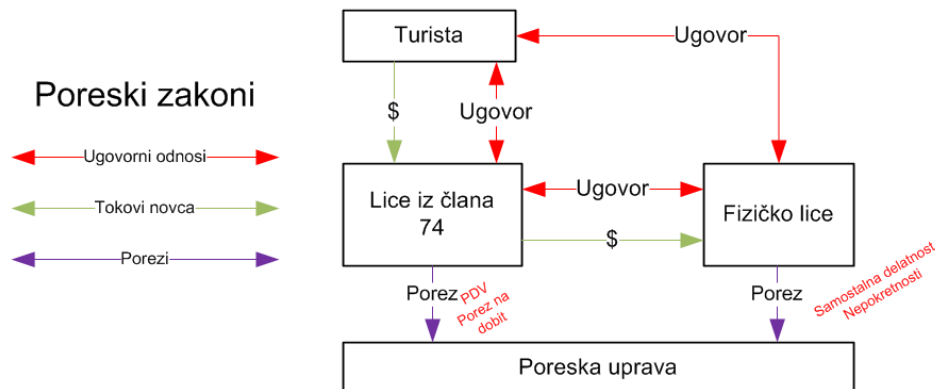 Turista
Ugovor
Poreski zakoni
$
Ugovor
Ugovorni odnosi
Lice iz člana
74
Ugovor
Fizičko lice
Tokovi novca
$
Porezi
Porez
PDV
Porez na
dobit
Porez
Samostalna delatnost
Nepokretnosti
Poreska uprava